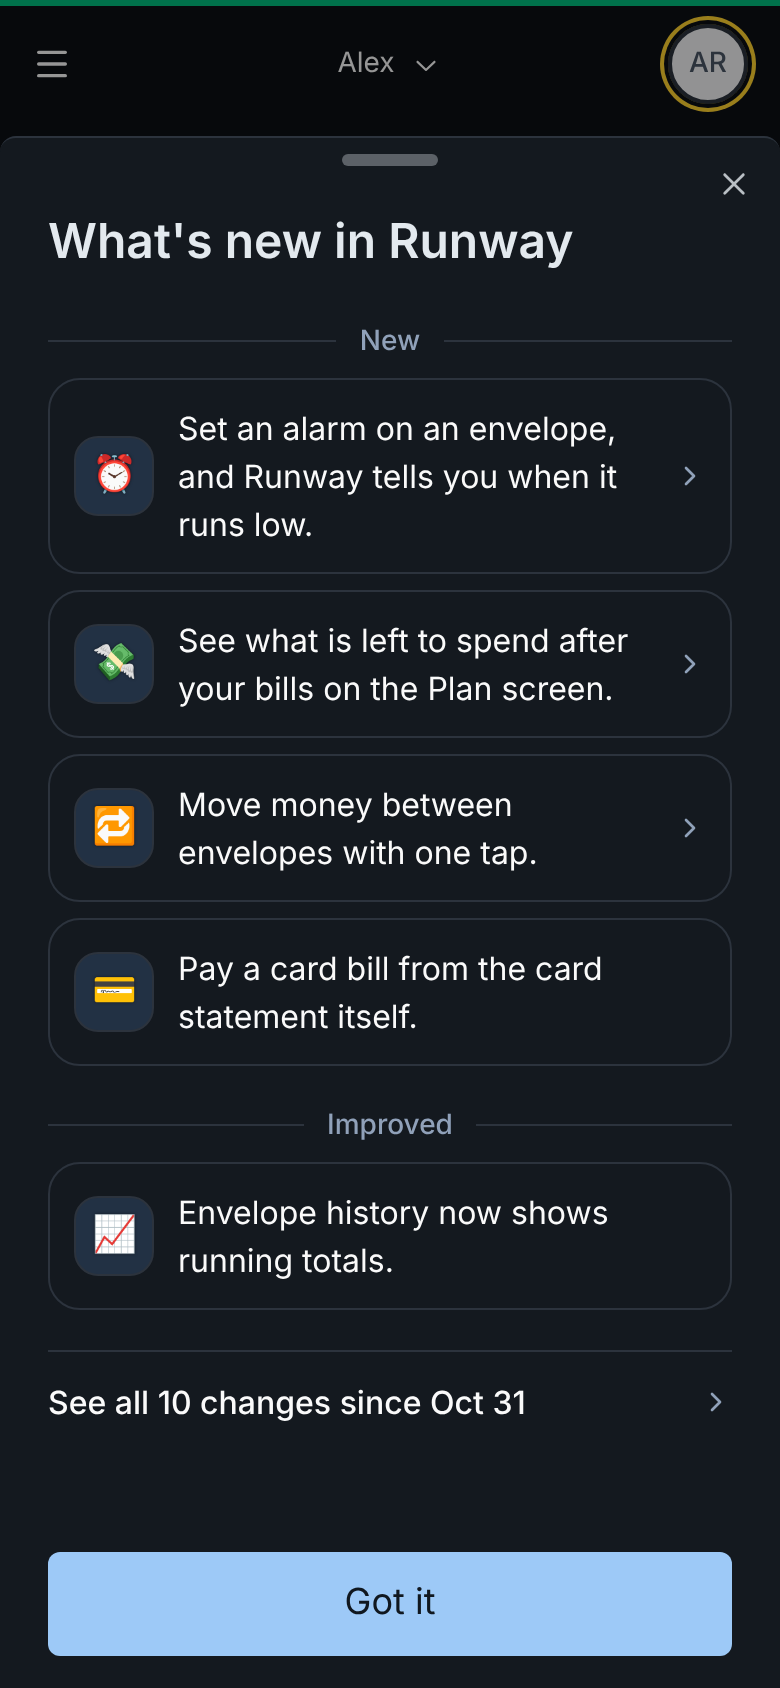 Alex
AR
What's new in Runway
New
Set an alarm on an envelope,
and Runway tells you when it
runs low.
See what is left to spend after
your bills on the Plan screen.
Move money between
envelopes with one tap.
Pay a card bill from the card
statement itself.
Improved
Envelope history now shows
running totals.
See all 10 changes since Oct 31
Got it